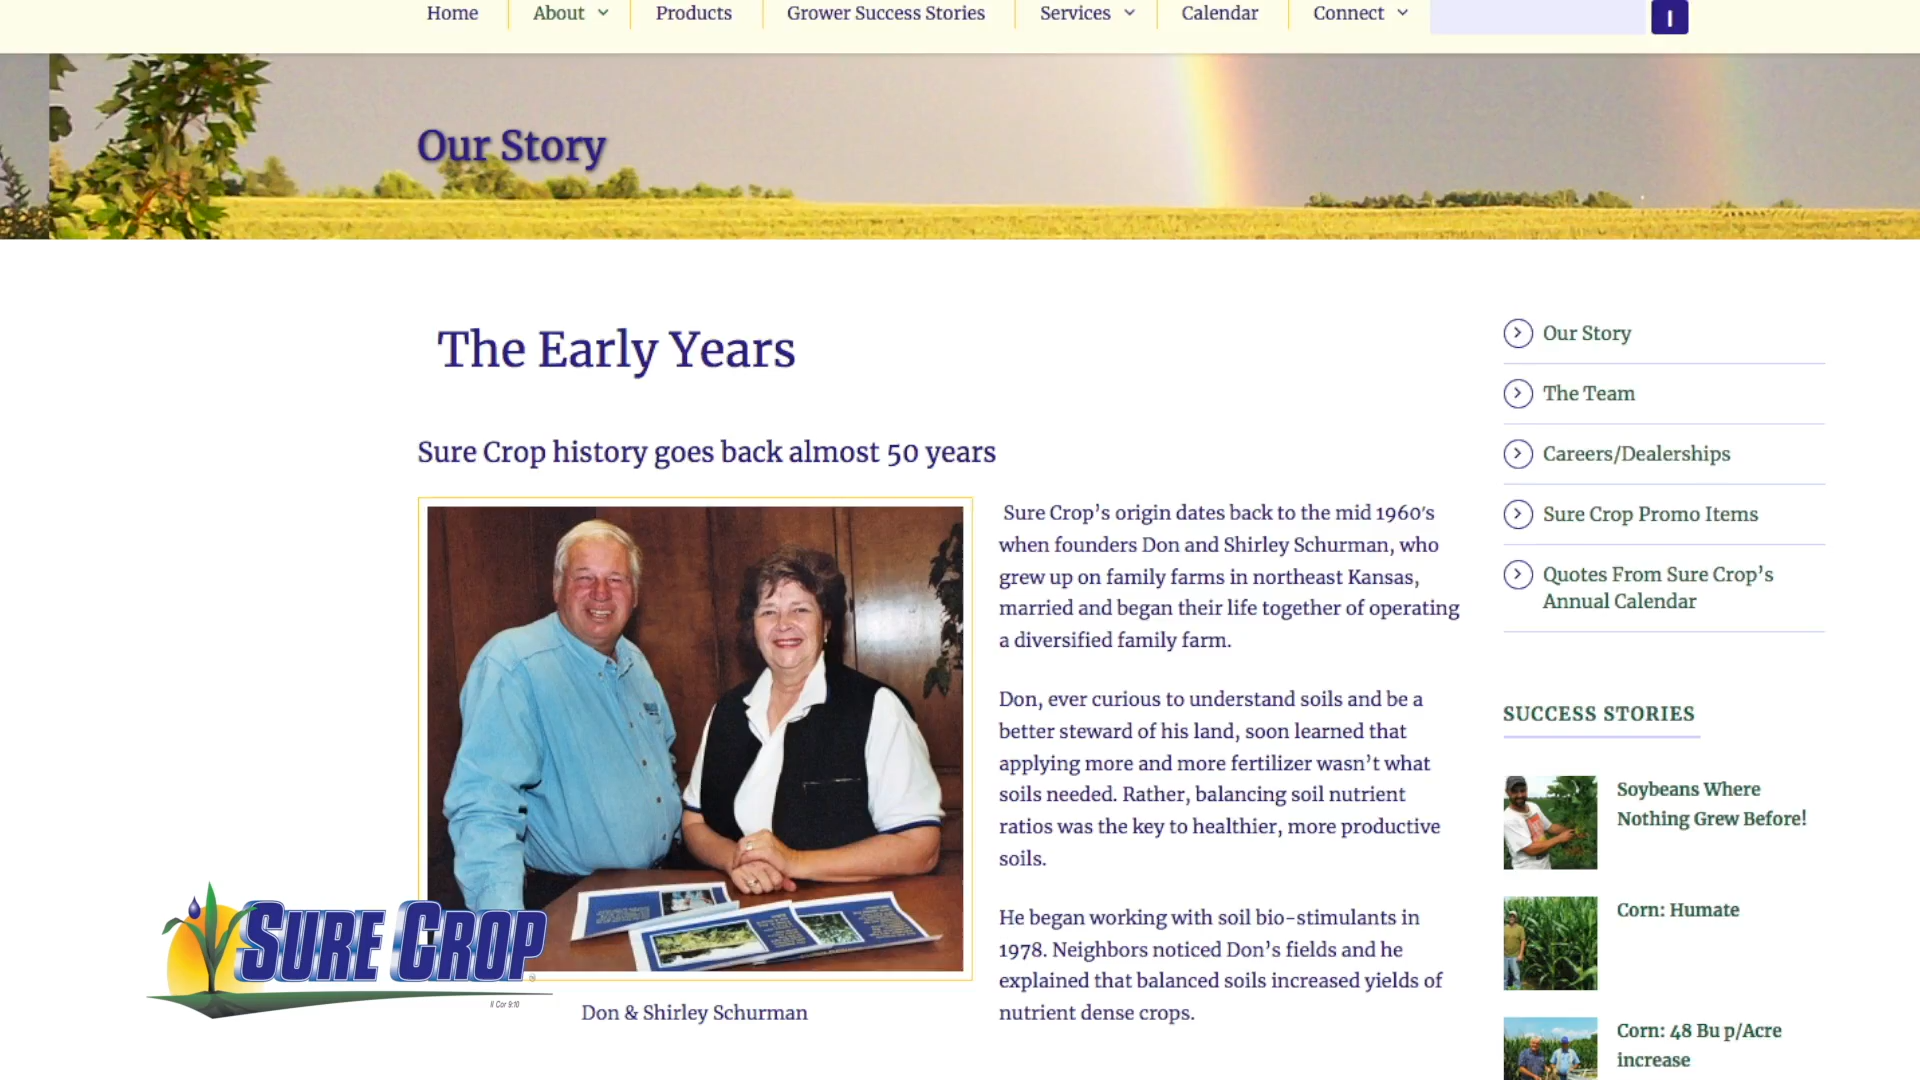 Home
About
Products
Grower Success Stories
Services
Calendar
Connect
Our Story
The Early Years
Sure Crop history goes back almost 50 years
Sure Crop’s origin dates back to the mid 1960′s
when founders Don and Shirley Schurman, who
grew up on family farms in northeast Kansas,
married and began their life together of operating
a diversified family farm.
Don, ever curious to understand soils and be a
better steward of his land, soon learned that
applying more and more fertilizer wasn’t what
soils needed. Rather, balancing soil nutrient
ratios was the key to healthier, more productive
soils.
He began working with soil bio-stimulants in
1978. Neighbors noticed Don’s fields and he
explained that balanced soils increased yields of
nutrient dense crops.
Don & Shirley Schurman
SURE CROP
II Cor 9:10
Our Story
The Team
Careers/Dealerships
Sure Crop Promo Items
Quotes From Sure Crop’s
Annual Calendar
SUCCESS STORIES
Soybeans Where
Nothing Grew Before!
Corn: Humate
Corn: 48 Bu p/Acre
increase